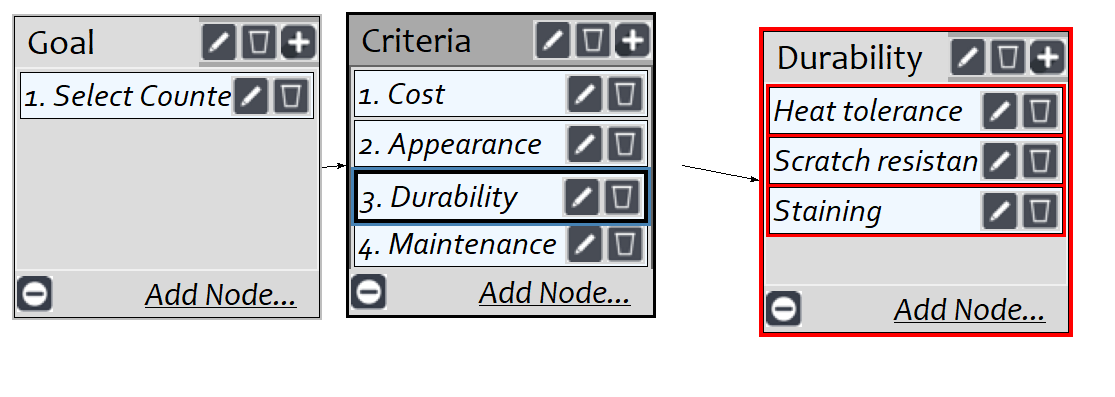 Goal
1. Select Counte
Add Node...
Criteria
1. Cost
2. Appearance
3. Durability
4. Maintenance
Add Node...
Durability
Heat tolerance
Scratch resistan
Staining
Add Node...